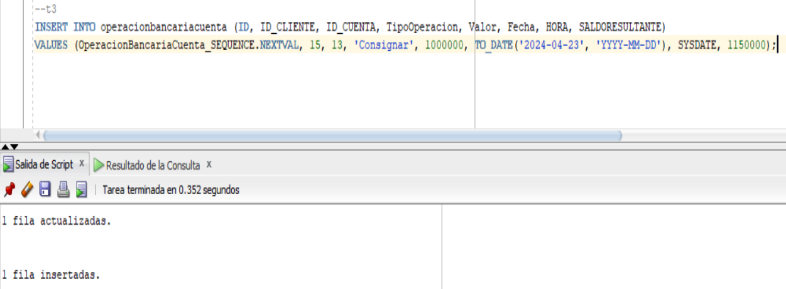 --t3
INSERT INTO operacionbancariacuenta (ID, ID_CLIENTE, ID_CUENTA, TipoOperacion, Valor, Fecha, HORA, SALDORESULTANTE)
VALUES (OperacionBancariaCuenta_SEQUENCE.NEXTVAL, 15, 13, 'Consignar', 1000000, TO_DATE('2024-04-23', 'YYYY-MM-DD'), SYSDATE, 1150000);
Salida de Script x Resultado de la Consulta x
Tarea terminada en 0.352 segundos
1 fila actualizadas.
1 fila insertadas.